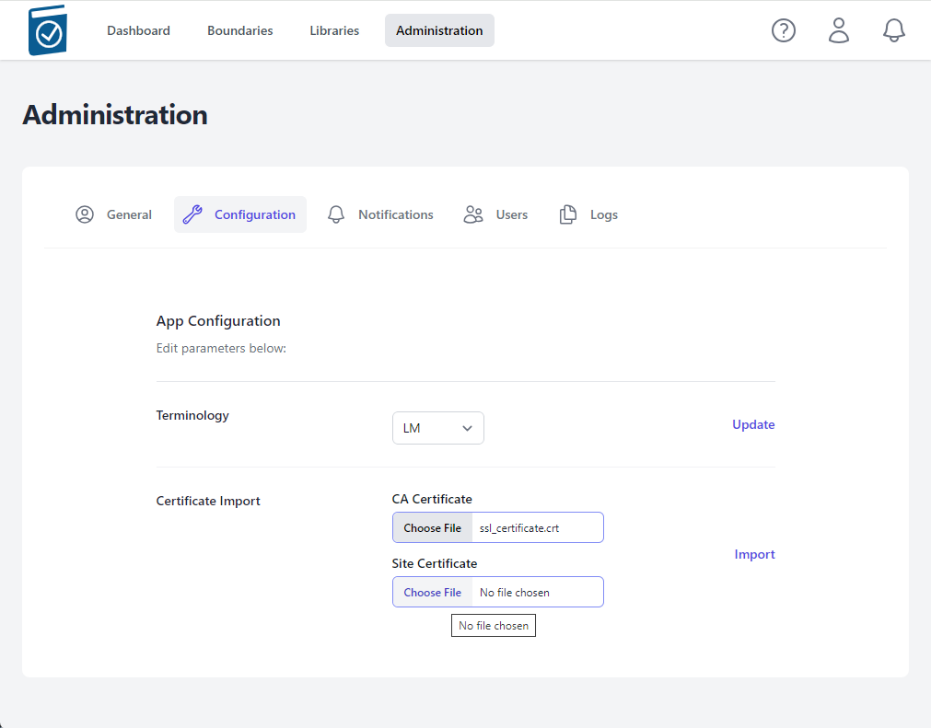 Dashboard Boundaries Libraries Administration
Administration
General Configuration Notifications Users Logs
App Configuration
Edit parameters below:
Terminology LM Update
Certificate Import
CA Certificate
Choose File ssl_certificate.crt
Import
Site Certificate
Choose File No file chosen
No file chosen